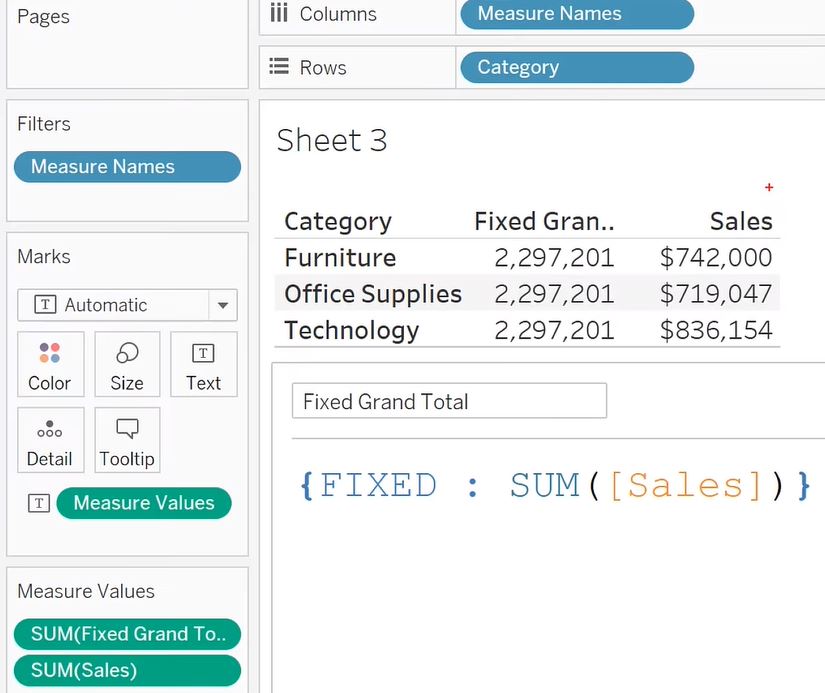 Pages
Columns Measure Names
Rows Category
Filters
Measure Names
Sheet 3
Category Fixed Gran.. Sales
Furniture 2,297,201 $742,000
Office Supplies 2,297,201 $719,047
Technology 2,297,201 $836,154
Marks
T Automatic
Color Size T Text
Detail Tooltip
T Measure Values
Fixed Grand Total
{FIXED : SUM([Sales])}
Measure Values
SUM(Fixed Grand To..
SUM(Sales)